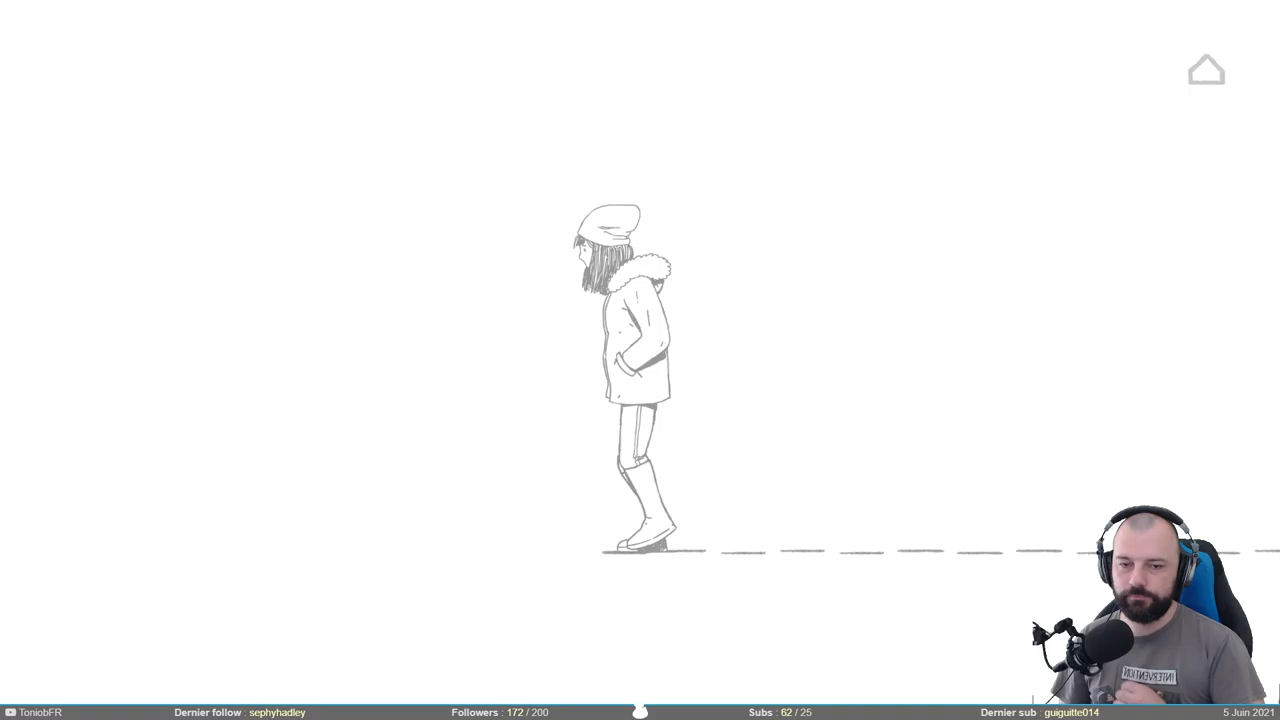 INTERVENTION
ToniobFR Dernier follow : sephyhadley Followers : 172 / 200 Subs : 62 / 25 Dernier sub : guiguitte014 5 Juin 2021